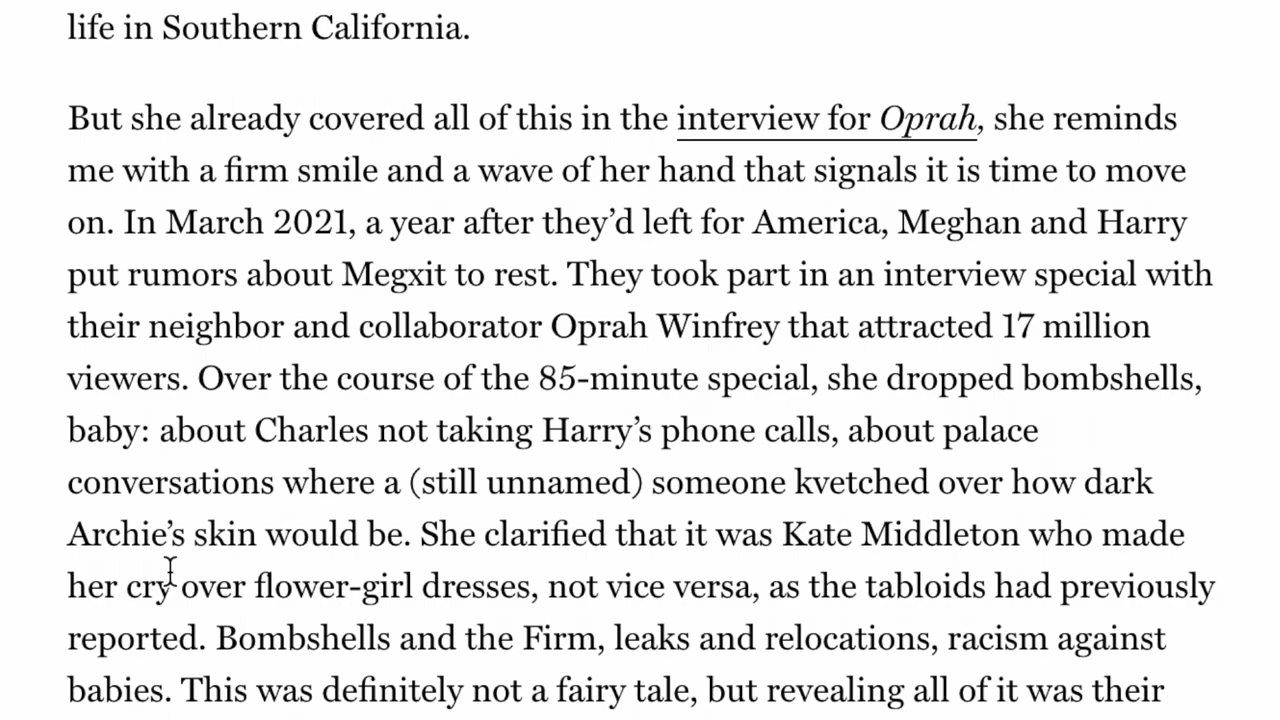 life in Southern California.
But she already covered all of this in the interview for Oprah, she reminds
me with a firm smile and a wave of her hand that signals it is time to move
on. In March 2021, a year after they’d left for America, Meghan and Harry
put rumors about Megxit to rest. They took part in an interview special with
their neighbor and collaborator Oprah Winfrey that attracted 17 million
viewers. Over the course of the 85-minute special, she dropped bombshells,
baby: about Charles not taking Harry’s phone calls, about palace
conversations where a (still unnamed) someone kvetched over how dark
Archie’s skin would be. She clarified that it was Kate Middleton who made
her cry over flower-girl dresses, not vice versa, as the tabloids had previously
reported. Bombshells and the Firm, leaks and relocations, racism against
babies. This was definitely not a fairy tale, but revealing all of it was their